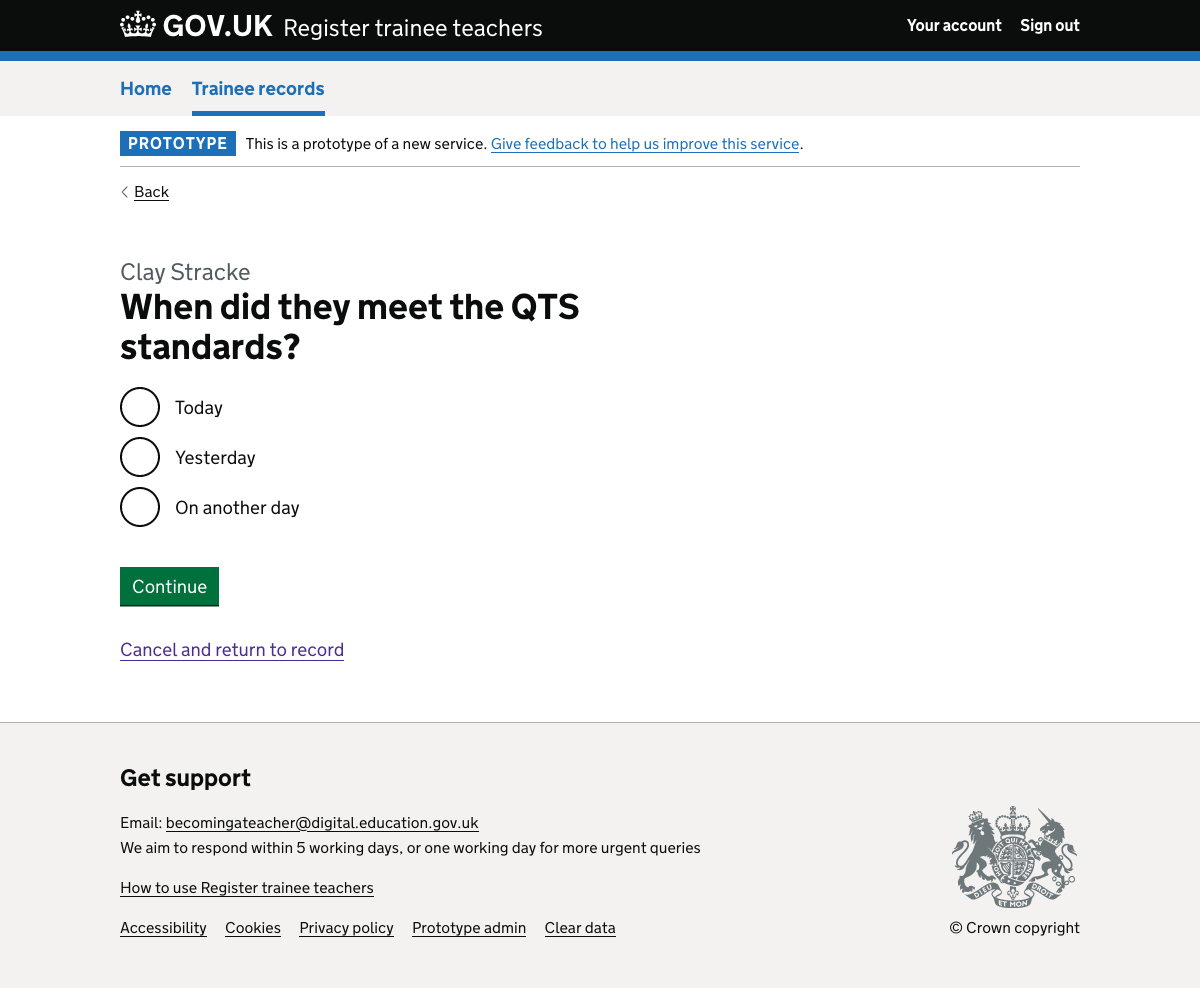 GOV.UK Register trainee teachers Your account Sign out
Home Trainee records
PROTOTYPE This is a prototype of a new service. Give feedback to help us improve this service.
Back
Clay Stracke
When did they meet the QTS
standards?
Today
Yesterday
On another day
Continue
Cancel and return to record
Get support
Email: becomingateacher@digital.education.gov.uk
We aim to respond within 5 working days, or one working day for more urgent queries
How to use Register trainee teachers
Accessibility Cookies Privacy policy Prototype admin Clear data
DIEU ET MON DROIT
© Crown copyright